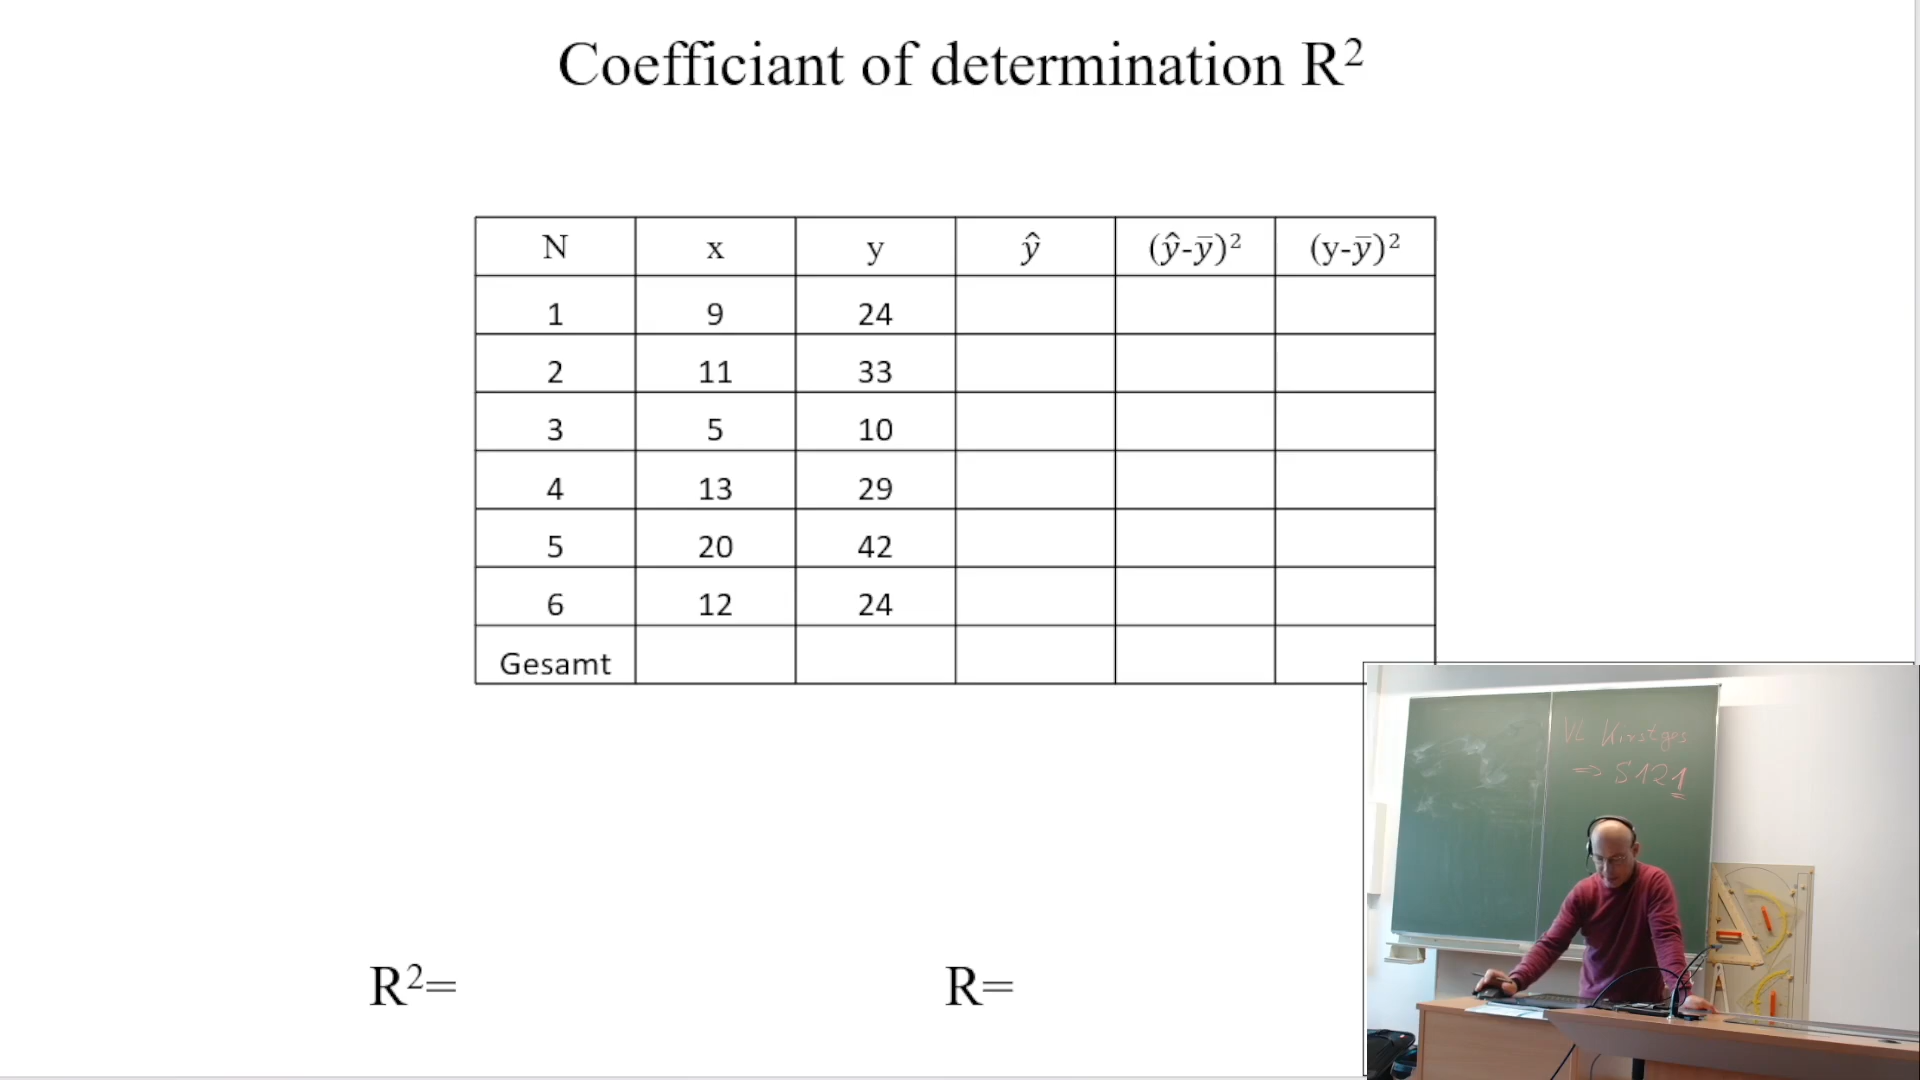 Coefficiant of determination R²
N x y ŷ (ŷ-ȳ)² (y-ȳ)²
1 9 24
2 11 33
3 5 10
4 13 29
5 20 42
6 12 24
Gesamt
VL Kirstges
⇒ S121
R²= R=